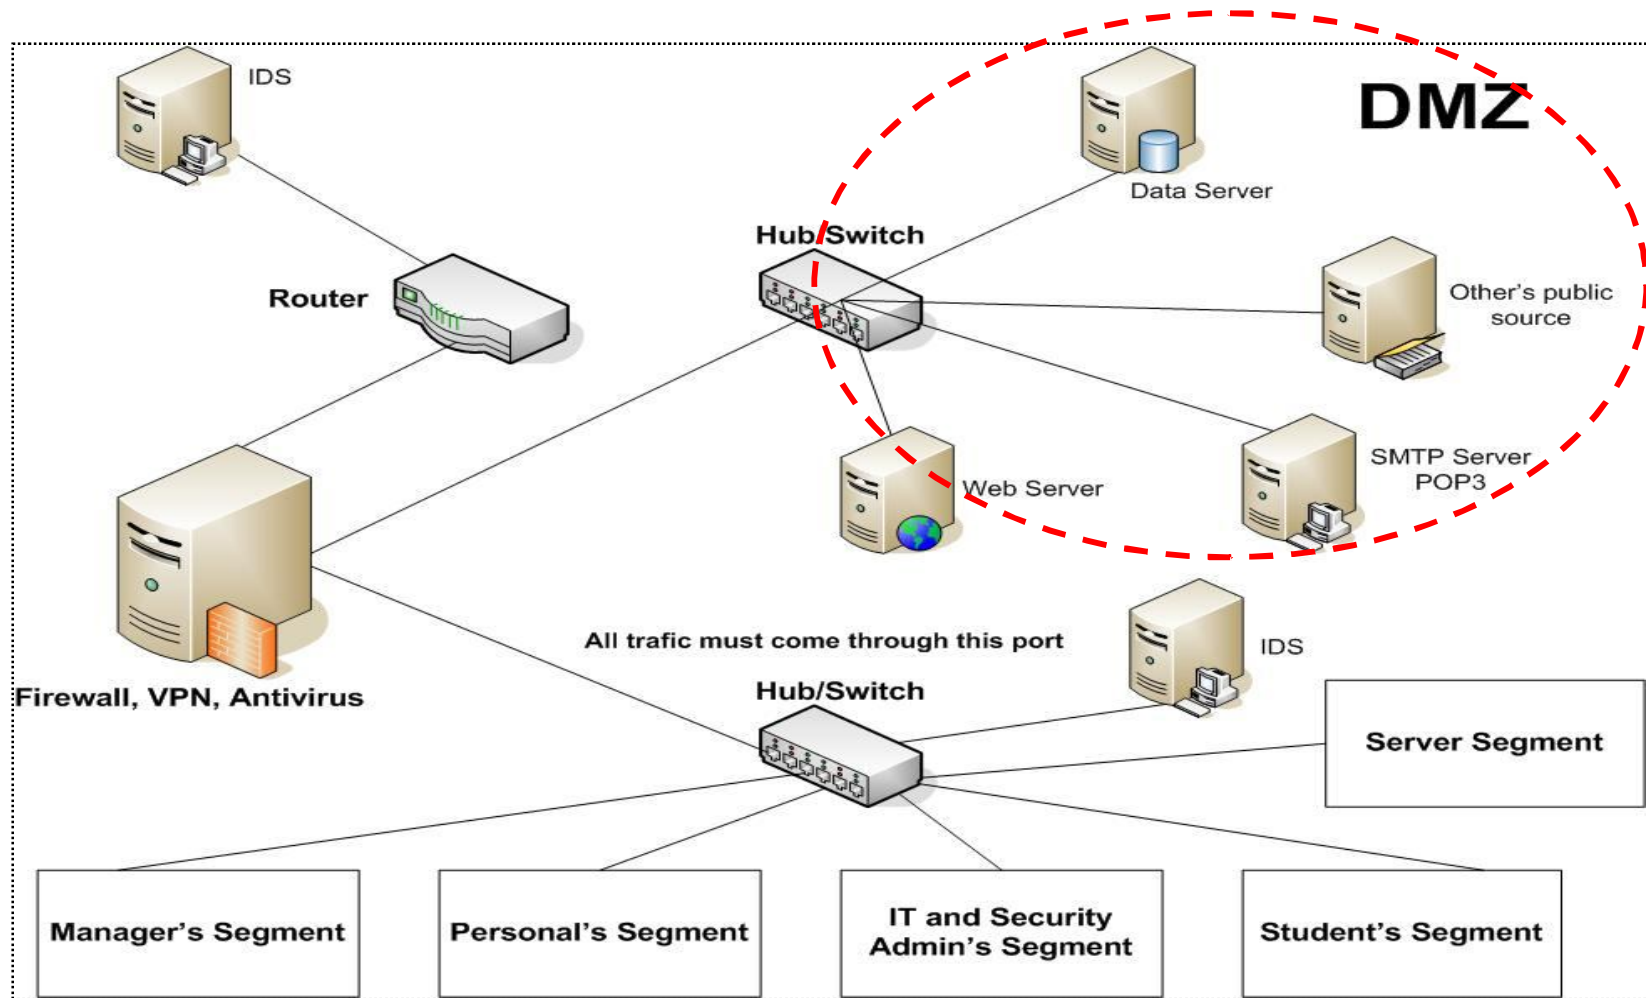 IDS
DMZ
Data Server
Hub/Switch
Router
Other's public
source
SMTP Server
POP3
Web Server
All trafic must come through this port
IDS
Firewall, VPN, Antivirus
Hub/Switch
Server Segment
Manager's Segment
Personal's Segment
IT and Security
Admin's Segment
Student's Segment